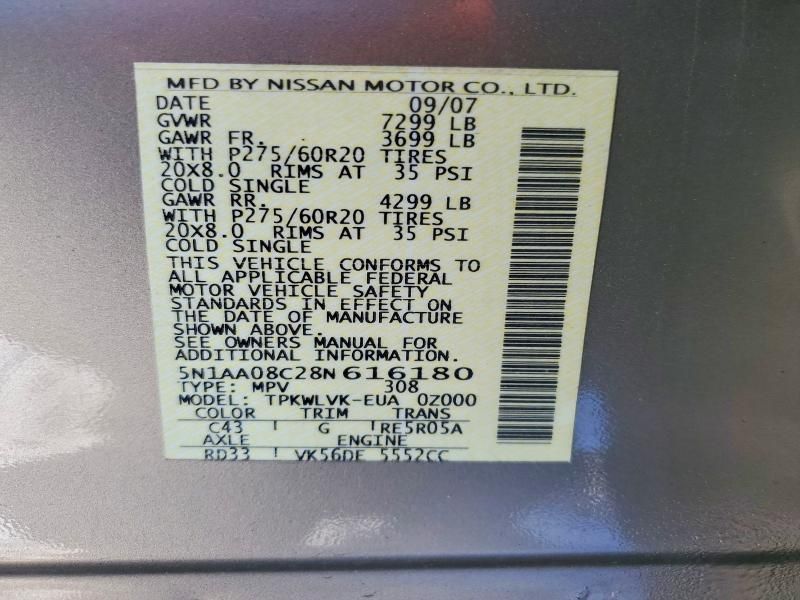 MFD BY NISSAN MOTOR CO., LTD.
DATE 09/07
GVWR 7299 LB
GAWR FR. 3699 LB
WITH P275/60R20 TIRES
20X8.0 RIMS AT 35 PSI
COLD SINGLE
GAWR RR. 4299 LB
WITH P275/60R20 TIRES
20X8.0 RIMS AT 35 PSI
COLD SINGLE
THIS VEHICLE CONFORMS TO
ALL APPLICABLE FEDERAL
MOTOR VEHICLE SAFETY
STANDARDS IN EFFECT ON
THE DATE OF MANUFACTURE
SHOWN ABOVE.
SEE OWNERS MANUAL FOR
ADDITIONAL INFORMATION.
5N1AA08C28N616180
TYPE: MPV 308
MODEL: TPKWLVK-EUA 0Z000
COLOR TRIM TRANS
C43 G RE5R05A
AXLE ENGINE
RD33 VK56DE 5552CC